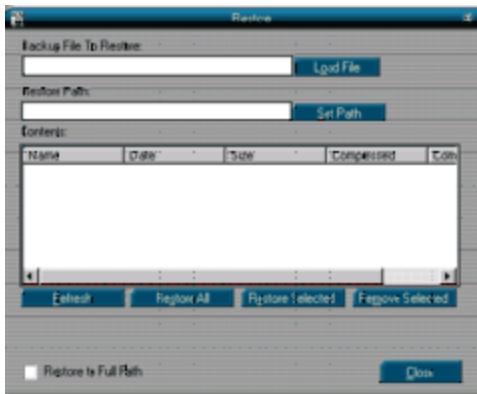 Restore
Backup File To Restore:
Load File
Restore Path:
Set Path
Contents:
Name Date Size Compressed Com
Refresh Restore All Restore Selected Remove Selected
Restore to Full Path
Close